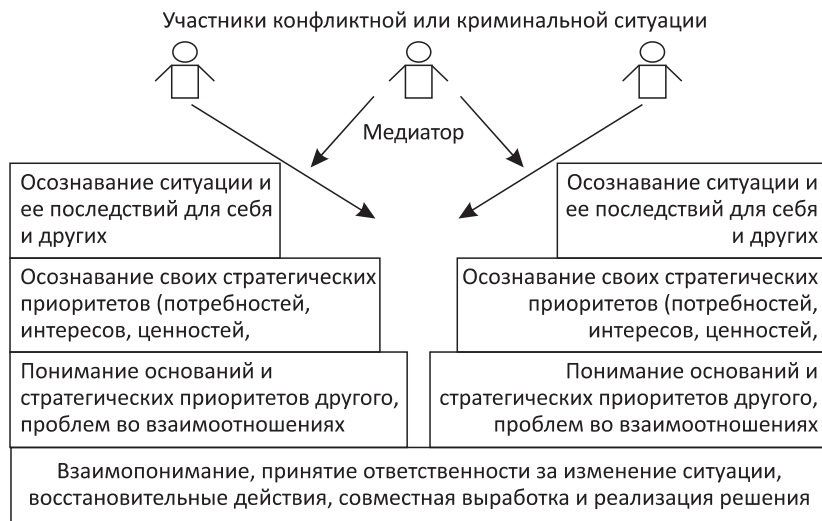 Участники конфликтной или криминальной ситуации
Медиатор
Осознавание ситуации и
ее последствий для себя
и других
Осознавание ситуации и
ее последствий для себя
и других
Осознавание своих стратегических
приоритетов (потребностей,
интересов, ценностей,
Осознавание своих стратегических
приоритетов (потребностей,
интересов, ценностей,
Понимание оснований и
стратегических приоритетов другого,
проблем во взаимоотношениях
Понимание оснований и
стратегических приоритетов другого,
проблем во взаимоотношениях
Взаимопонимание, принятие ответственности за изменение ситуации,
восстановительные действия, совместная выработка и реализация решения